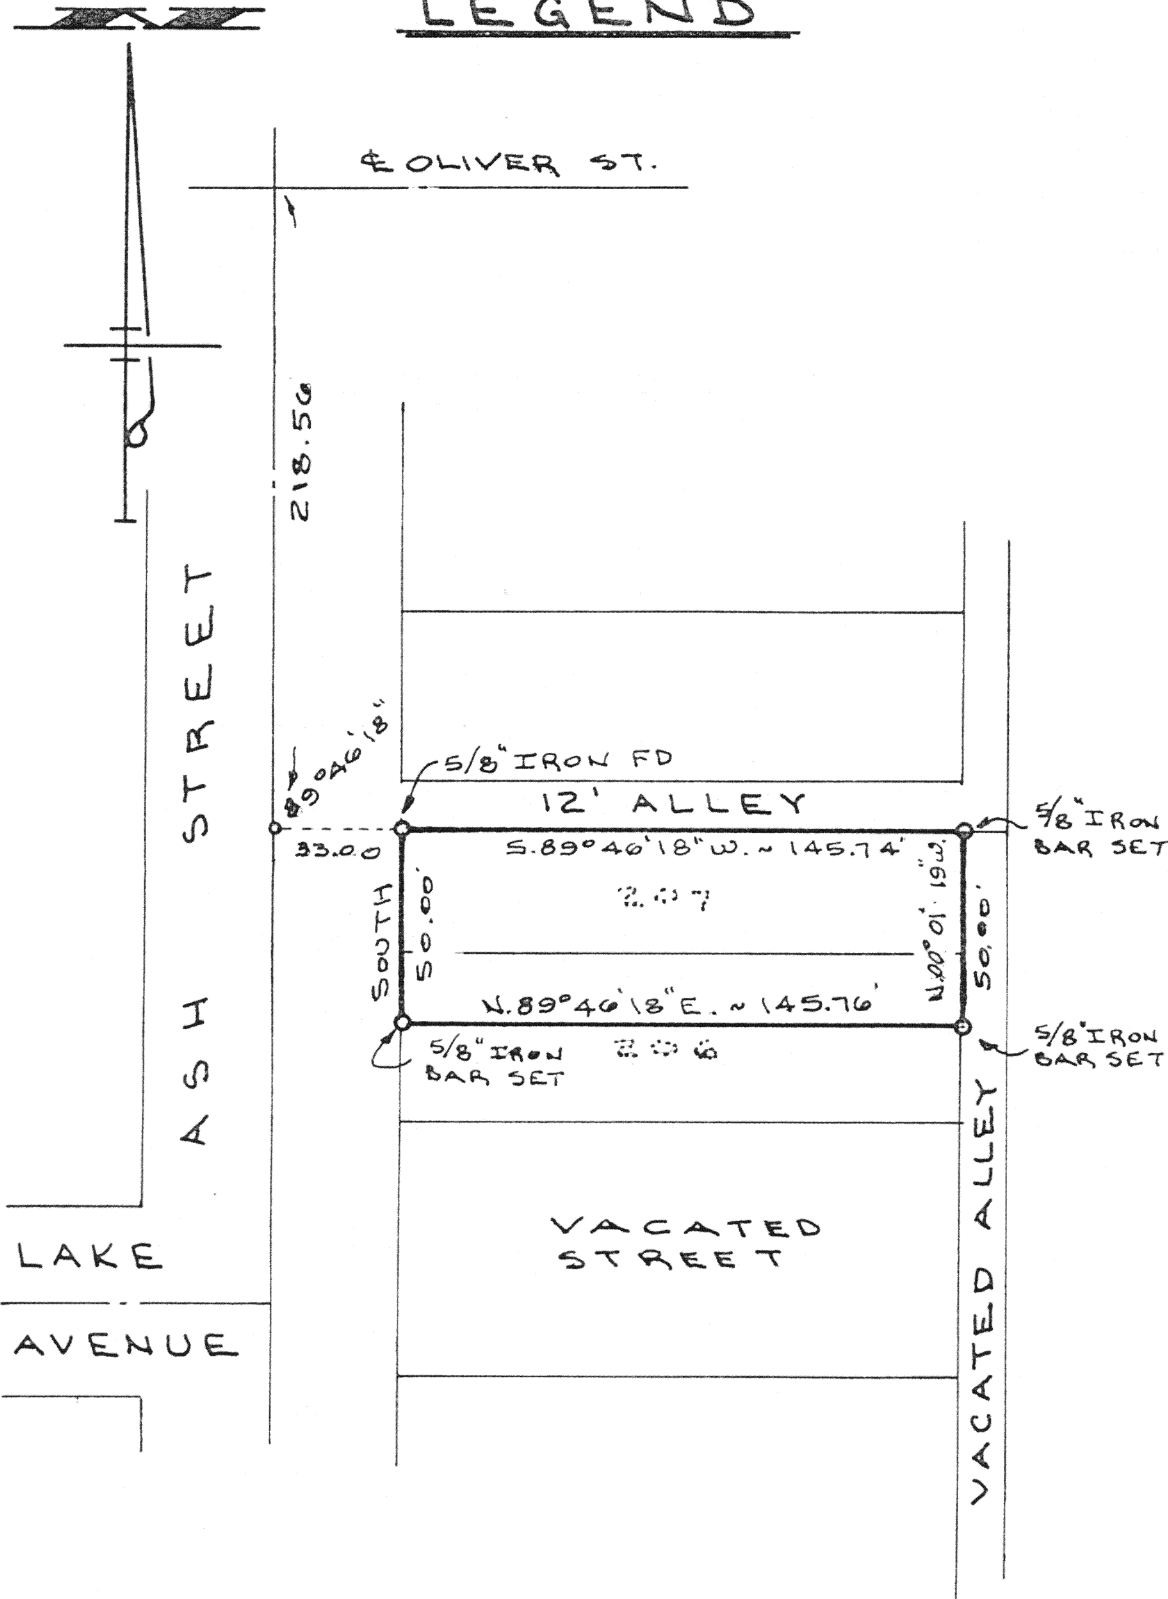 N
LEGEND
℄ OLIVER ST.
218.56
ASH STREET
89°46'18"
5/8" IRON FD
12' ALLEY
5/8" IRON
BAR SET
33.00
S.89°46'18"W. ~ 145.74'
207
SOUTH
50.00'
N.00°01'19"W.
50.00'
N.89°46'18"E. ~ 145.76'
206
5/8" IRON
BAR SET
5/8" IRON
BAR SET
VACATED
STREET
VACATED ALLEY
LAKE
AVENUE